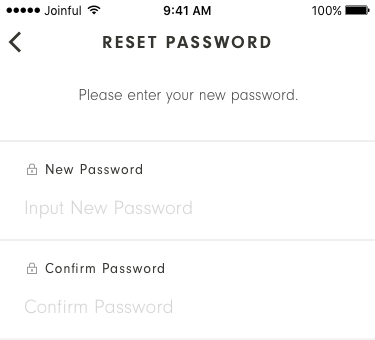 Joinful 9:41 AM 100%
RESET PASSWORD
Please enter your new password.
New Password
Input New Password
Confirm Password
Confirm Password